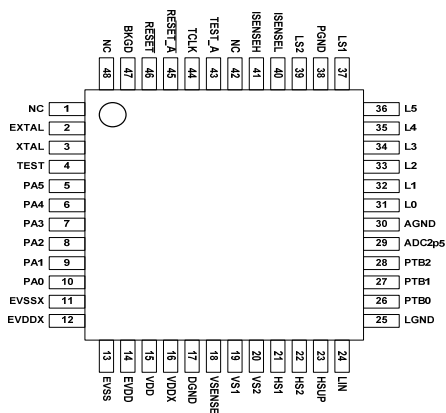 NC
BKGD
RESET
RESET_A
TCLK
TEST_A
NC
ISENSEH
ISENSEL
LS2
PGND
LS1
48
47
46
45
44
43
42
41
40
39
38
37
NC 1
EXTAL 2
XTAL 3
TEST 4
PA5 5
PA4 6
PA3 7
PA2 8
PA1 9
PA0 10
EVSSX 11
EVDDX 12
36 L5
35 L4
34 L3
33 L2
32 L1
31 L0
30 AGND
29 ADC2p5
28 PTB2
27 PTB1
26 PTB0
25 LGND
13
14
15
16
17
18
19
20
21
22
23
24
EVSS
EVDD
VDD
VDDX
DGND
VSENSE
VS1
VS2
HS1
HS2
HSUP
LIN